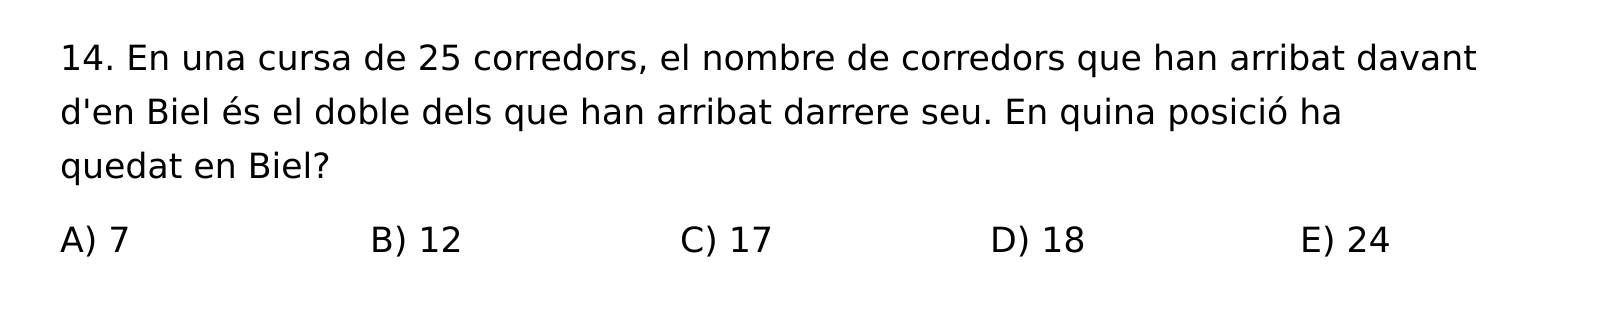 14. En una cursa de 25 corredors, el nombre de corredors que han arribat davant
d'en Biel és el doble dels que han arribat darrere seu. En quina posició ha
quedat en Biel?
A) 7 B) 12 C) 17 D) 18 E) 24